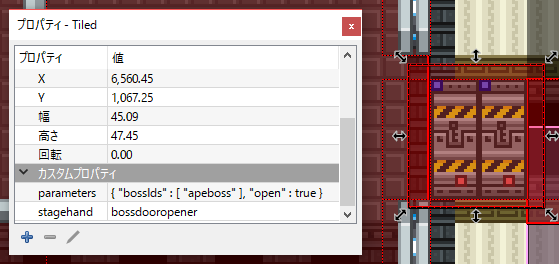 プロパティ - Tiled
プロパティ 値
X 6,560.45
Y 1,067.25
幅 45.09
高さ 47.45
回転 0.00
カスタムプロパティ
parameters { "bossIds" : [ "apeboss" ], "open" : true }
stagehand bossdooropener